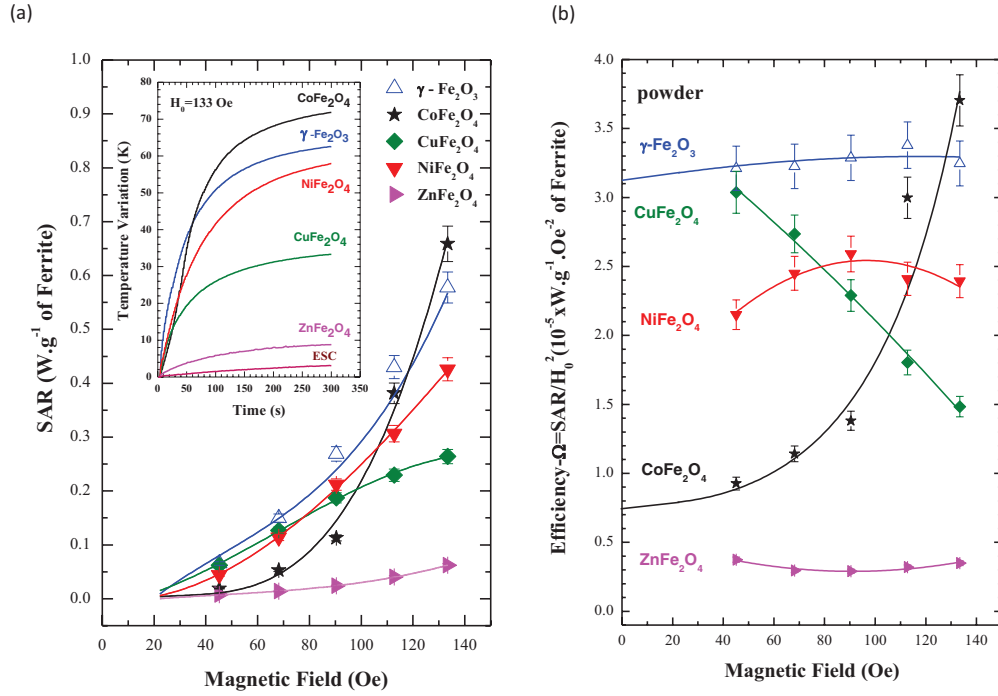 (a)
SAR (W.g⁻¹ of Ferrite)
1.0
0.9
0.8
0.7
0.6
0.5
0.4
0.3
0.2
0.1
0.0
0 20 40 60 80 100 120 140
Magnetic Field (Oe)
Temperature Variation (K)
80
70
60
50
40
30
20
10
0
H₀=133 Oe
CoFe₂O₄
γ-Fe₂O₃
NiFe₂O₄
CuFe₂O₄
ZnFe₂O₄
ESC
0 50 100 150 200 250 300 350
Time (s)
γ - Fe₂O₃
CoFe₂O₄
CuFe₂O₄
NiFe₂O₄
ZnFe₂O₄
(b)
Efficiency-Ω=SAR/H₀²(10⁻⁵xW.g⁻¹.Oe⁻² of Ferrite)
4.0
3.5
3.0
2.5
2.0
1.5
1.0
0.5
0.0
powder
γ-Fe₂O₃
CuFe₂O₄
NiFe₂O₄
CoFe₂O₄
ZnFe₂O₄
0 20 40 60 80 100 120 140
Magnetic Field (Oe)